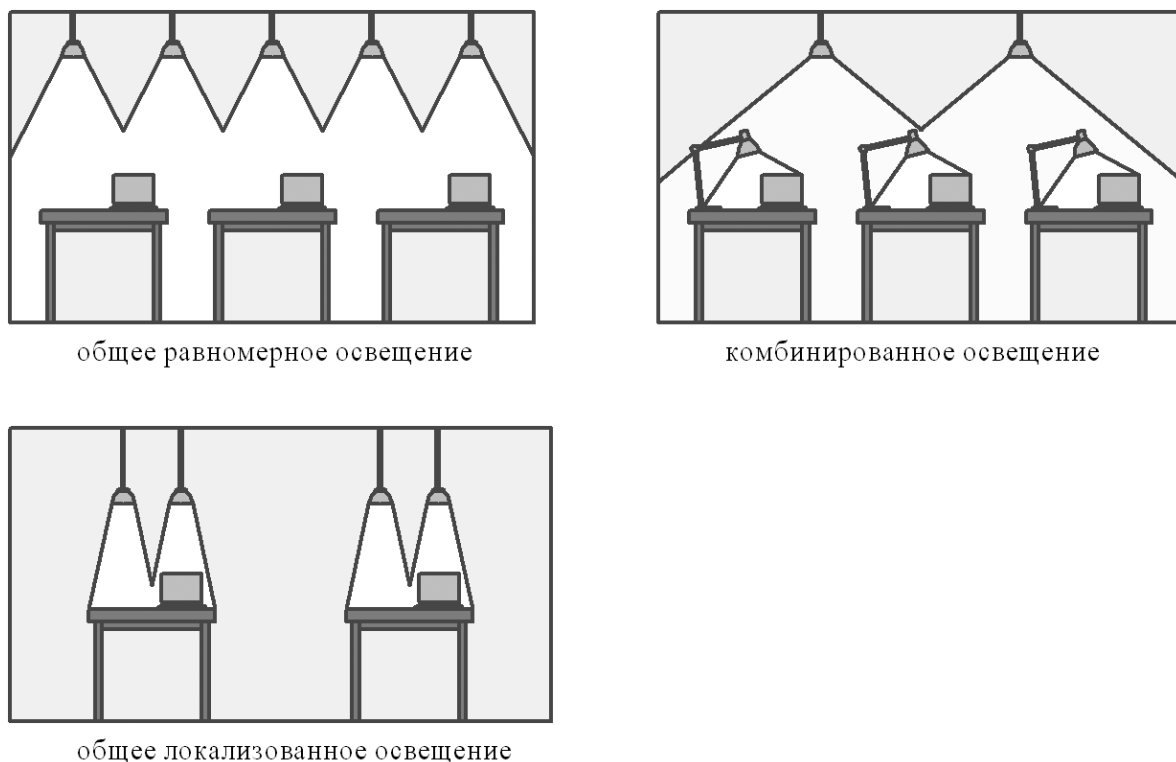 общее равномерное освещение
комбинированное освещение
общее локализованное освещение